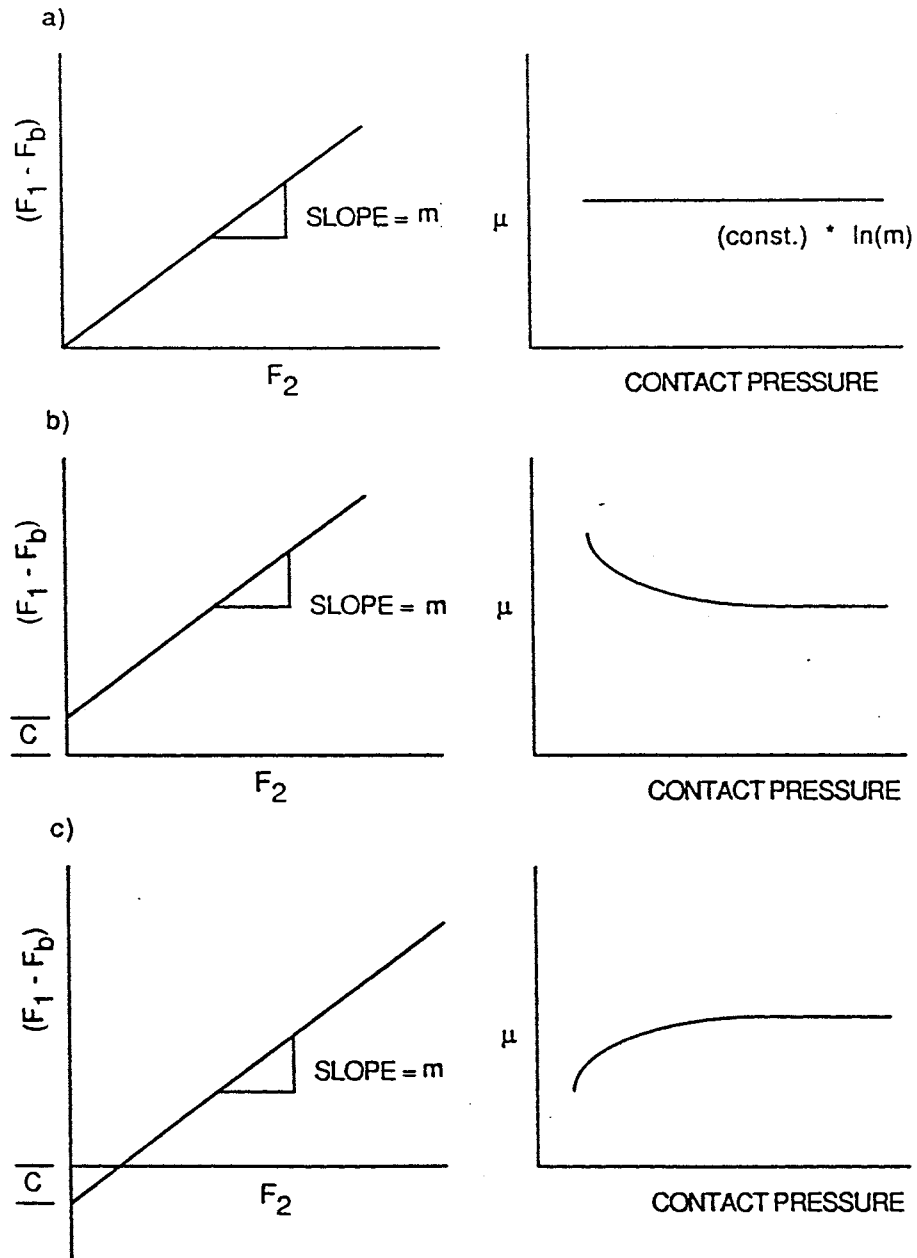 a)
(F1 - Fb)
SLOPE = m
F2
μ
(const.) * ln(m)
CONTACT PRESSURE
b)
(F1 - Fb)
SLOPE = m
C
F2
μ
CONTACT PRESSURE
c)
(F1 - Fb)
SLOPE = m
C
F2
μ
CONTACT PRESSURE